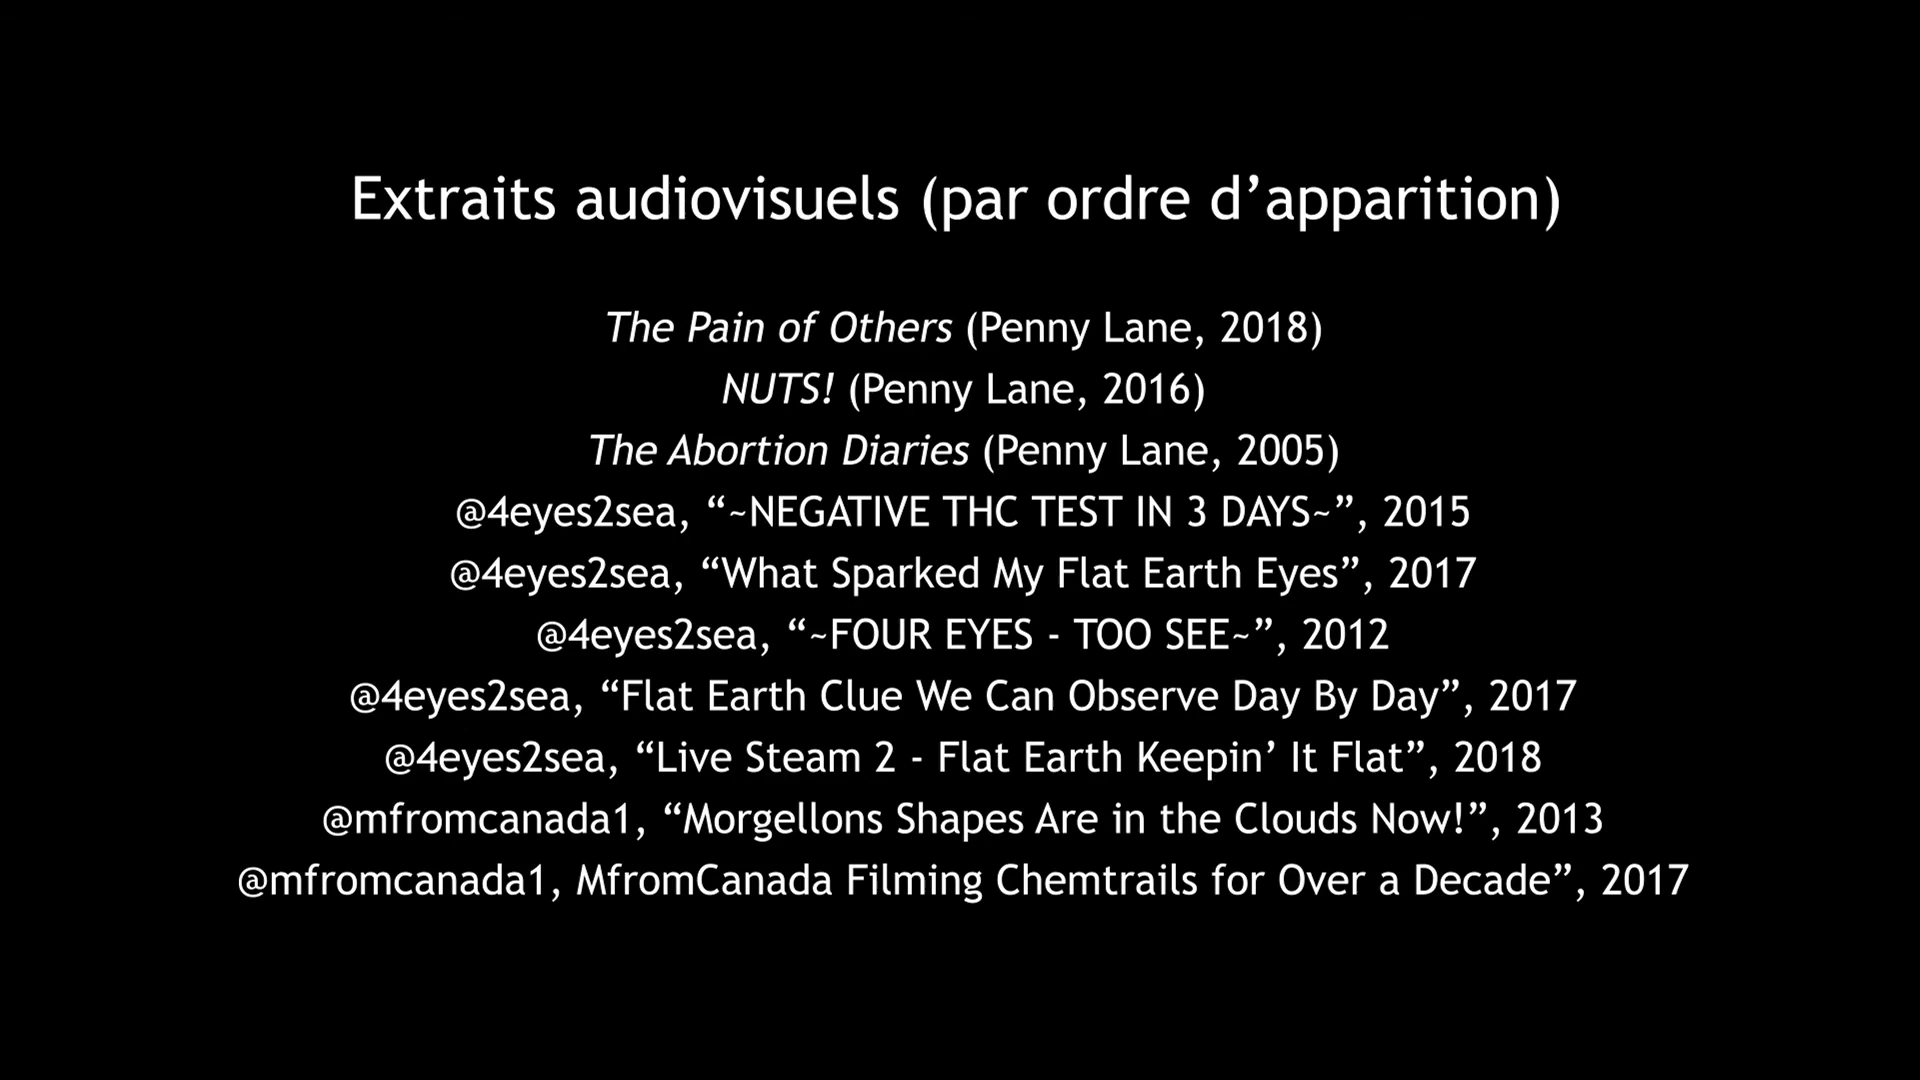 Extraits audiovisuels (par ordre d’apparition)
The Pain of Others (Penny Lane, 2018)
NUTS! (Penny Lane, 2016)
The Abortion Diaries (Penny Lane, 2005)
@4eyes2sea, “~NEGATIVE THC TEST IN 3 DAYS~”, 2015
@4eyes2sea, “What Sparked My Flat Earth Eyes”, 2017
@4eyes2sea, “~FOUR EYES - TOO SEE~”, 2012
@4eyes2sea, “Flat Earth Clue We Can Observe Day By Day”, 2017
@4eyes2sea, “Live Steam 2 - Flat Earth Keepin’ It Flat”, 2018
@mfromcanada1, “Morgellons Shapes Are in the Clouds Now!”, 2013
@mfromcanada1, MfromCanada Filming Chemtrails for Over a Decade”, 2017